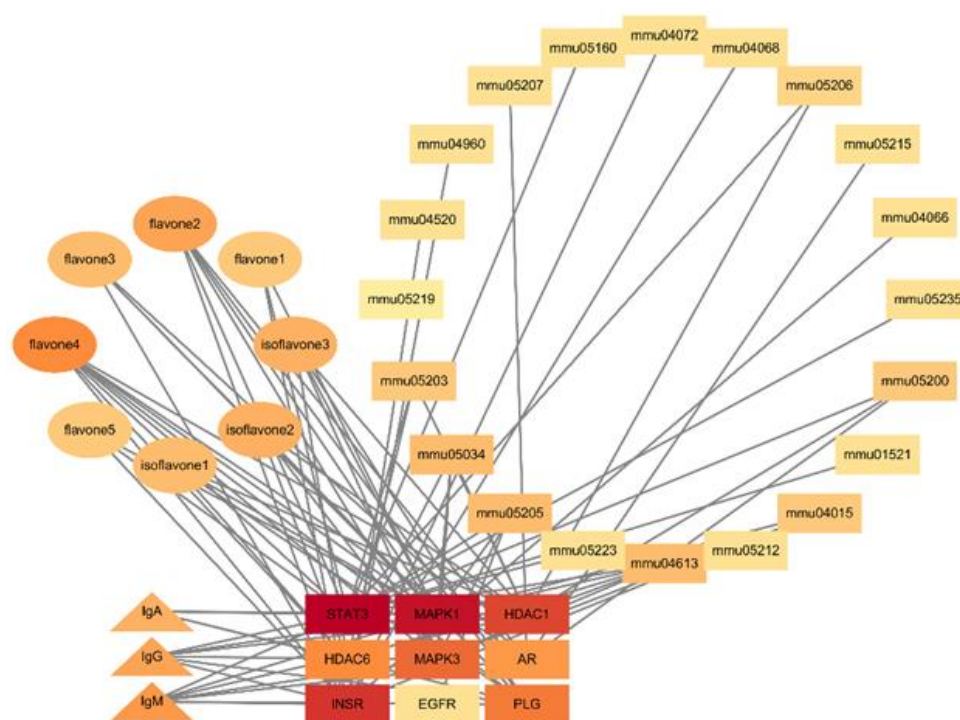 mmu04072
mmu05160
mmu04068
mmu05207
mmu05206
mmu04960
mmu05215
mmu04520
mmu04066
flavone2
flavone3
flavone1
mmu05219
mmu05235
flavone4
isoflavone3
mmu05203
mmu05200
flavone5
isoflavone2
isoflavone1
mmu05034
mmu01521
mmu05205
mmu04015
mmu05223
mmu05212
mmu04613
IgA
STAT3
MAPK1
HDAC1
IgG
HDAC6
MAPK3
AR
IgM
INSR
EGFR
PLG